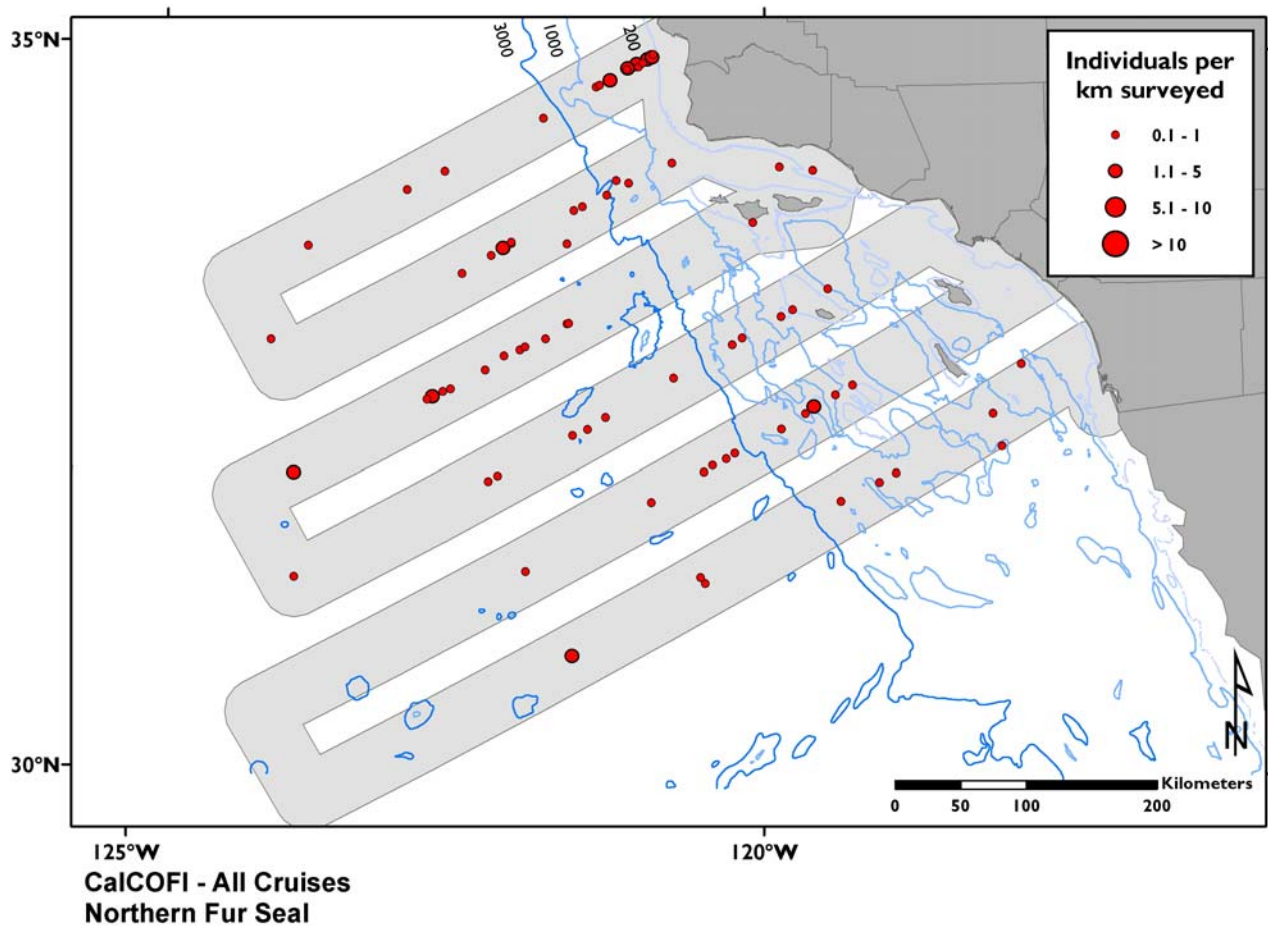 35°N
3000
1000
200
Individuals per
km surveyed
0.1 - 1
1.1 - 5
5.1 - 10
> 10
30°N
N
Kilometers
0 50 100 200
125°W
120°W
CalCOFI - All Cruises
Northern Fur Seal